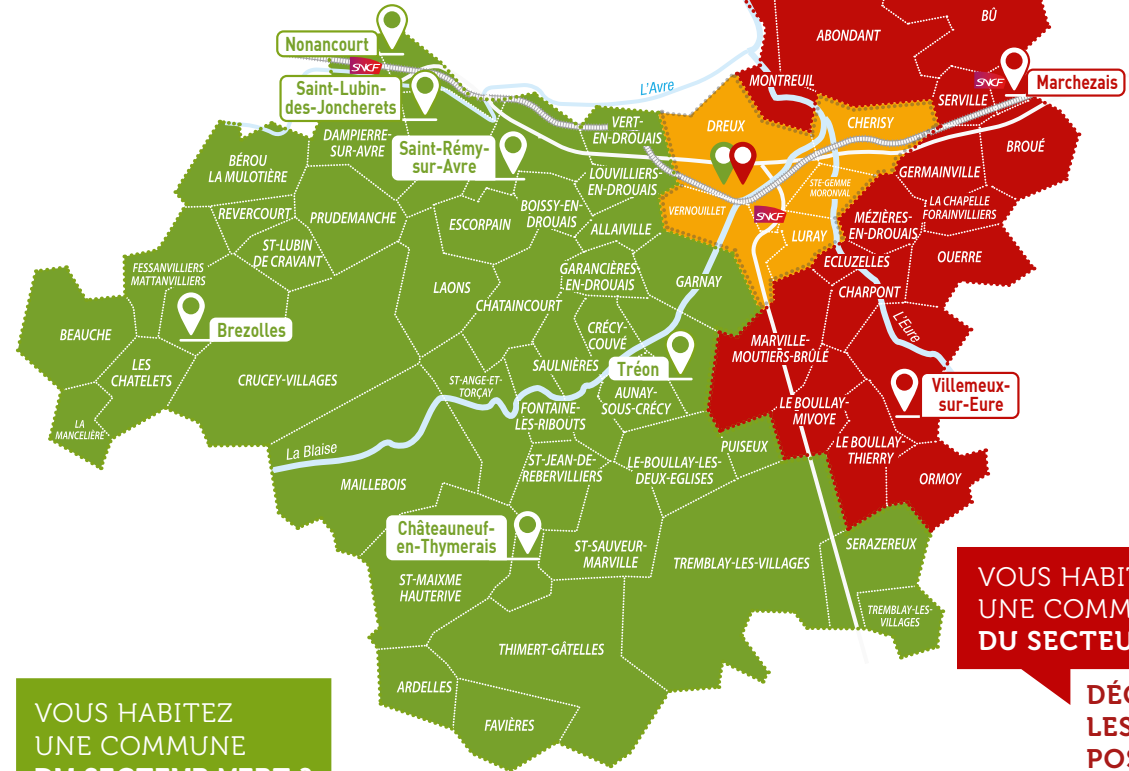 BÛ
ABONDANT
Nonancourt
SNCF
SNCF
Marchezais
MONTREUIL
L'Avre
Saint-Lubin-
des-Joncherets
SERVILLE
VERT-
EN-DROUAIS
DREUX
CHERISY
DAMPIERRE-
SUR-AVRE
Saint-Rémy-
sur-Avre
BROUÉ
BÉROU
LA MULOTIÈRE
LOUVILLIERS-
EN-DROUAIS
GERMAINVILLE
STE-GEMME
MORONVAL
LA CHAPELLE
FORAINVILLIERS
REVERCOURT
PRUDEMANCHE
ESCORPAIN
BOISSY-EN-
DROUAIS
VERNOUILLET
SNCF
MÉZIÈRES-
EN-DROUAIS
ALLAIVILLE
LURAY
ST-LUBIN
DE CRAVANT
OUERRE
ECLUZELLES
FESSANVILLIERS
MATTANVILLIERS
GARANCIÈRES-
EN-DROUAIS
GARNAY
LAONS
CHARPONT
CHATAINCOURT
L'Eure
Brezolles
BEAUCHE
CRÉCY-
COUVÉ
MARVILLE-
MOUTIERS-BRÛLÉ
LES
CHATELETS
SAULNIÈRES
Tréon
CRUCEY-VILLAGES
ST-ANGE-ET-
TORÇAY
AUNAY-
SOUS-CRÉCY
Villemeux-
sur-Eure
LE BOULLAY-
MIVOYE
FONTAINE-
LES-RIBOUTS
LA
MANCELIÈRE
LE BOULLAY-
THIERRY
PUISEUX
La Blaise
ST-JEAN-DE-
REBERVILLIERS
LE-BOULLAY-LES-
DEUX-EGLISES
ORMOY
MAILLEBOIS
Châteauneuf-
en-Thymerais
ST-SAUVEUR-
MARVILLE
SERAZEREUX
TREMBLAY-LES-VILLAGES
ST-MAIXME
HAUTERIVE
TREMBLAY-LES-
VILLAGES
THIMERT-GÂTELLES
ARDELLES
FAVIÈRES
VOUS HABIT
UNE COMM
DU SECTEU
DÉC
LES
POS
VOUS HABITEZ
UNE COMMUNE
DU SECTEUR VERT ?